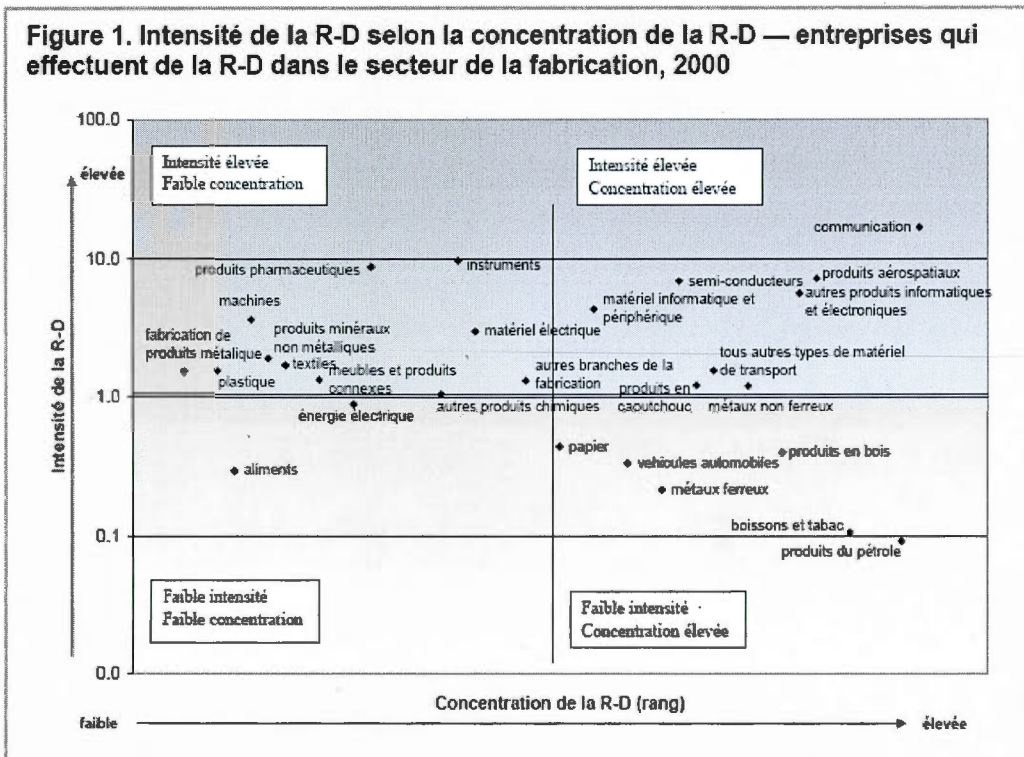 Figure 1. Intensité de la R-D selon la concentration de la R-D — entreprises qui
effectuent de la R-D dans le secteur de la fabrication, 2000
100.0
élevée
Intensité élevée
Faible concentration
Intensité élevée
Concentration élevée
communication
10.0
produits pharmaceutiques
instruments
semi-conducteurs
produits aérospatiaux
autres produits informatiques
et électroniques
matériel informatique et
périphérique
machines
matériel électrique
fabrication de
produits métalique
produits minéraux
non métalliques
textiles
plastique
meubles et produits
connexes
autres branches de la
fabrication
tous autres types de matériel
de transport
produits en
caoutchouc
métaux non ferreux
1.0
énergie électrique
autres produits chimiques
Intensité de la R-D
papier
vehicules automobiles
produits en bois
aliments
métaux ferreux
boissons et tabac
0.1
produits du pétrole
Faible intensité
Faible concentration
Faible intensité
Concentration élevée
0.0
Concentration de la R-D (rang)
faible
élevée